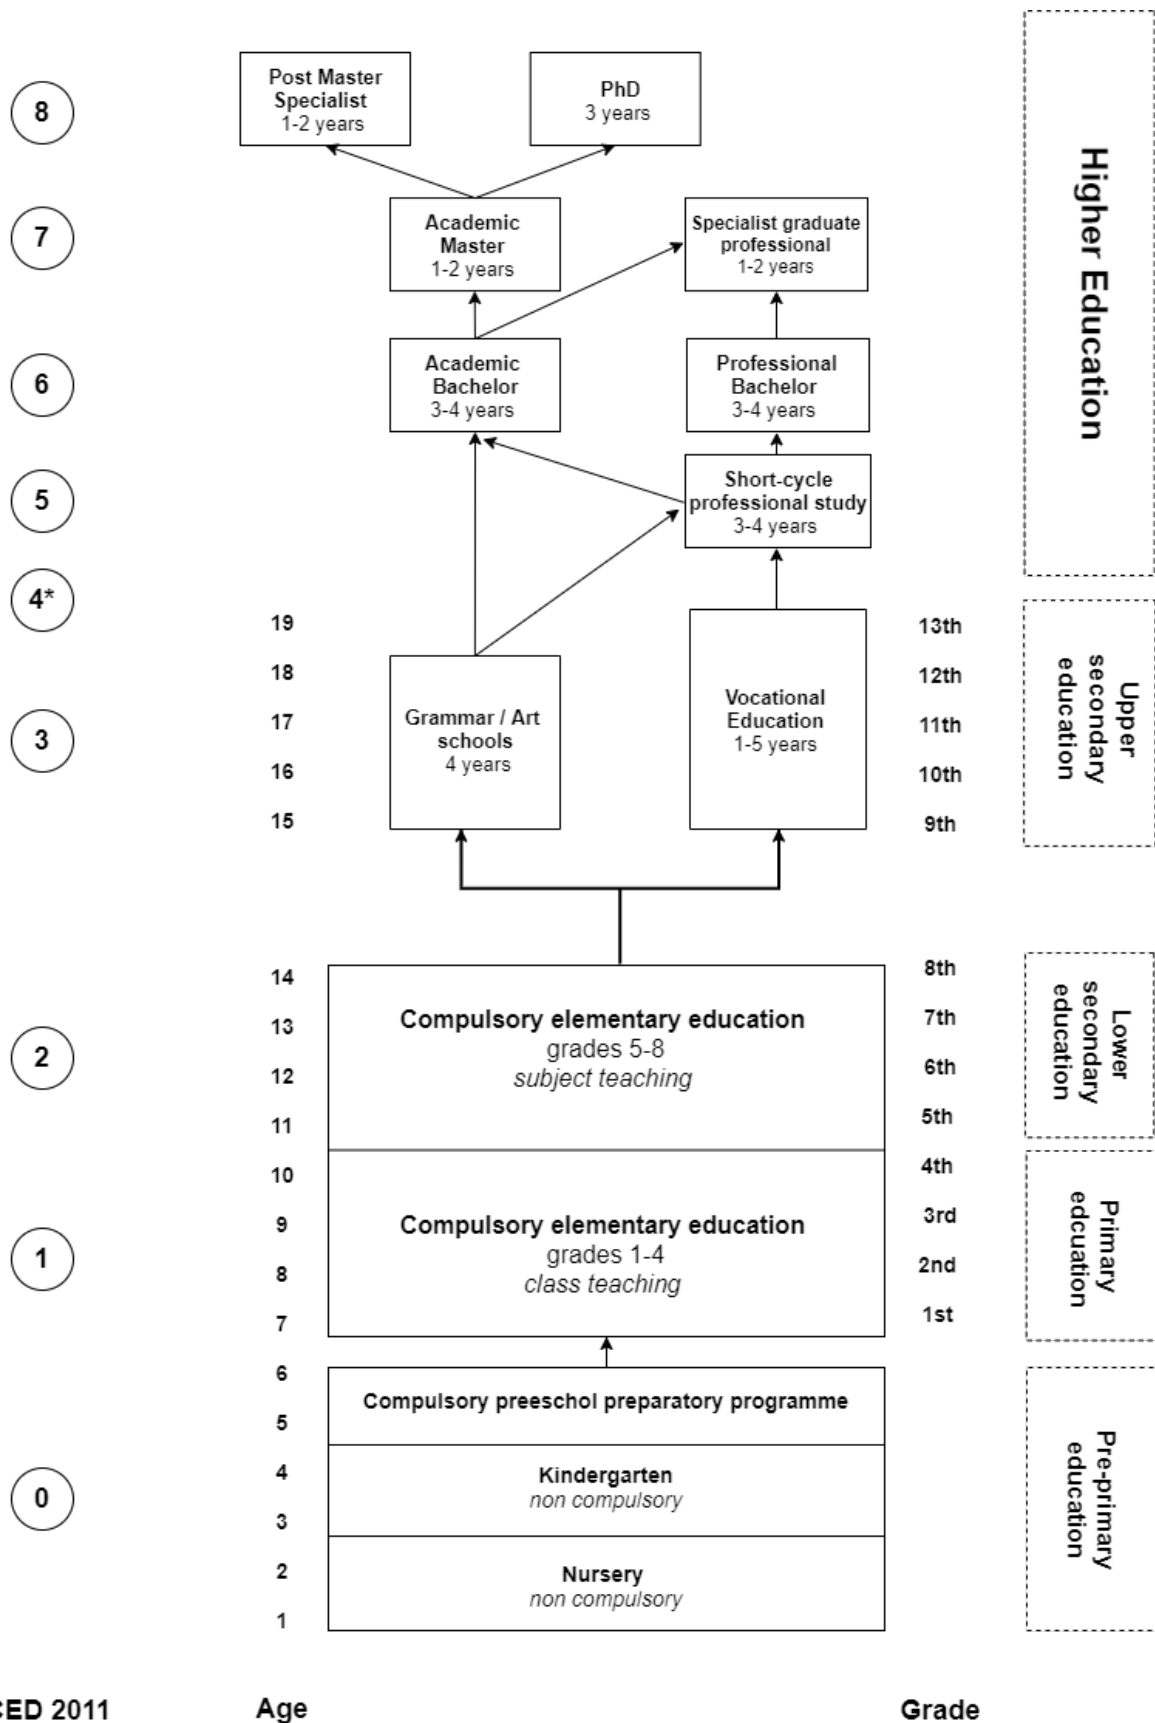 8
Post Master
Specialist
1-2 years
PhD
3 years
Higher Education
7
Academic
Master
1-2 years
Specialist graduate
professional
1-2 years
6
Academic
Bachelor
3-4 years
Professional
Bachelor
3-4 years
5
Short-cycle
professional study
3-4 years
4*
3
19
18
17
16
15
Grammar / Art
schools
4 years
Vocational
Education
1-5 years
13th
12th
11th
10th
9th
Upper
secondary
education
2
14
13
12
11
Compulsory elementary education
grades 5-8
subject teaching
8th
7th
6th
5th
Lower
secondary
education
1
10
9
8
7
Compulsory elementary education
grades 1-4
class teaching
4th
3rd
2nd
1st
Primary
edcuation
0
6
5
4
3
2
1
Compulsory preeschol preparatory programme
Kindergarten
non compulsory
Nursery
non compulsory
Pre-primary
education
CED 2011
Age
Grade